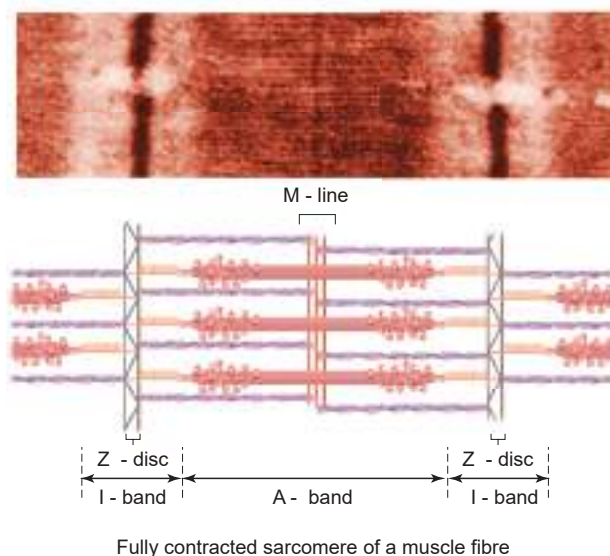 M - line
Z - disc
Z - disc
I - band
A - band
I - band
Fully contracted sarcomere of a muscle fibre